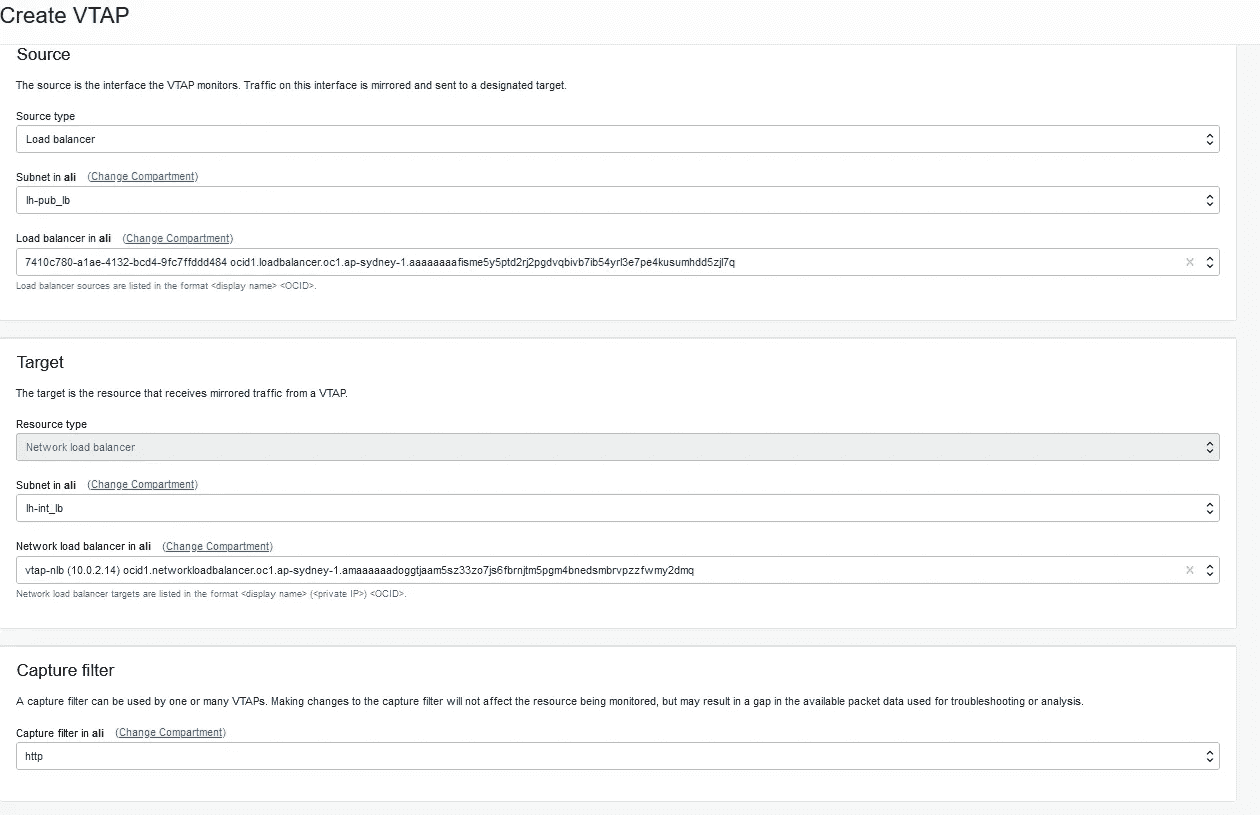 Create VTAP
Source
The source is the interface the VTAP monitors. Traffic on this interface is mirrored and sent to a designated target.
Source type
Load balancer
Subnet in ali (Change Compartment)
lh-pub_lb
Load balancer in ali (Change Compartment)
7410c780-a1ae-4132-bcd4-9fc7ffddd484 ocid1.loadbalancer.oc1.ap-sydney-1.aaaaaaaafisme5y5ptd2rj2pgdvqbivb7ib54yrl3e7pe4kusumhdd5zjl7q
Load balancer sources are listed in the format <display name> <OCID>.
Target
The target is the resource that receives mirrored traffic from a VTAP.
Resource type
Network load balancer
Subnet in ali (Change Compartment)
lh-int_lb
Network load balancer in ali (Change Compartment)
vtap-nlb (10.0.2.14) ocid1.networkloadbalancer.oc1.ap-sydney-1.amaaaaaadoggtjaam5sz33zo7js6fbrnjtm5pgm4bnedsmbrvpzzfwmy2dmq
Network load balancer targets are listed in the format <display name> (<private IP>) <OCID>.
Capture filter
A capture filter can be used by one or many VTAPs. Making changes to the capture filter will not affect the resource being monitored, but may result in a gap in the available packet data used for troubleshooting or analysis.
Capture filter in ali (Change Compartment)
http